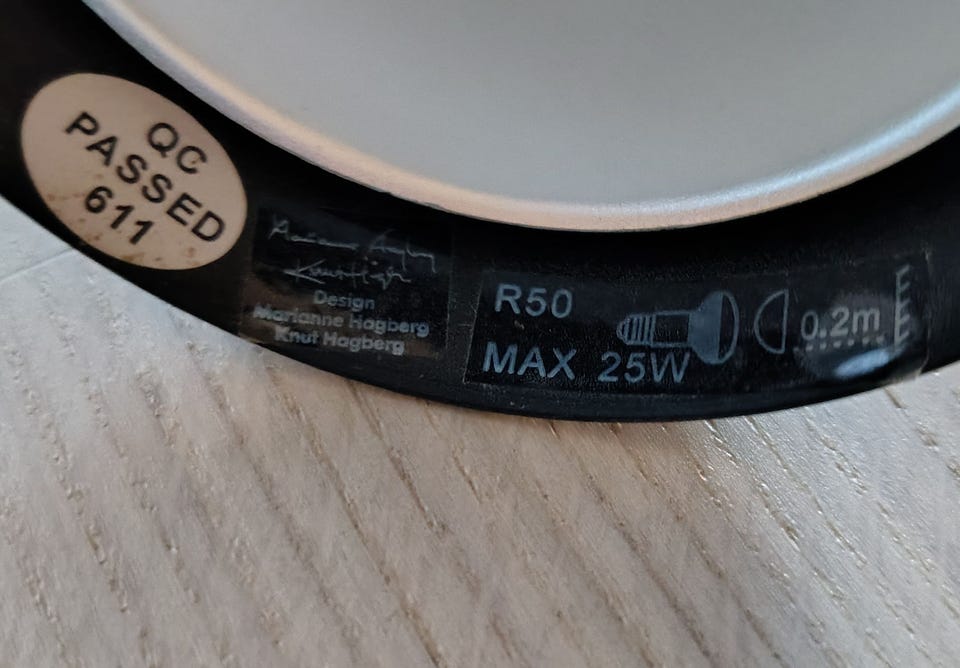 QC
PASSED
611
Design
Marianne Hagberg
Knut Hagberg
R50
MAX 25W
0.2m